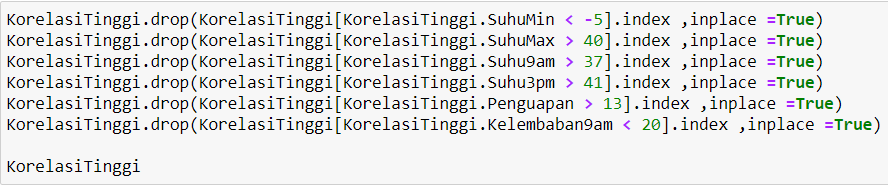 KorelasiTinggi.drop(KorelasiTinggi[KorelasiTinggi.SuhuMin < -5].index ,inplace =True)
KorelasiTinggi.drop(KorelasiTinggi[KorelasiTinggi.SuhuMax > 40].index ,inplace =True)
KorelasiTinggi.drop(KorelasiTinggi[KorelasiTinggi.Suhu9am > 37].index ,inplace =True)
KorelasiTinggi.drop(KorelasiTinggi[KorelasiTinggi.Suhu3pm > 41].index ,inplace =True)
KorelasiTinggi.drop(KorelasiTinggi[KorelasiTinggi.Penguapan > 13].index ,inplace =True)
KorelasiTinggi.drop(KorelasiTinggi[KorelasiTinggi.Kelembaban9am < 20].index ,inplace =True)
KorelasiTinggi